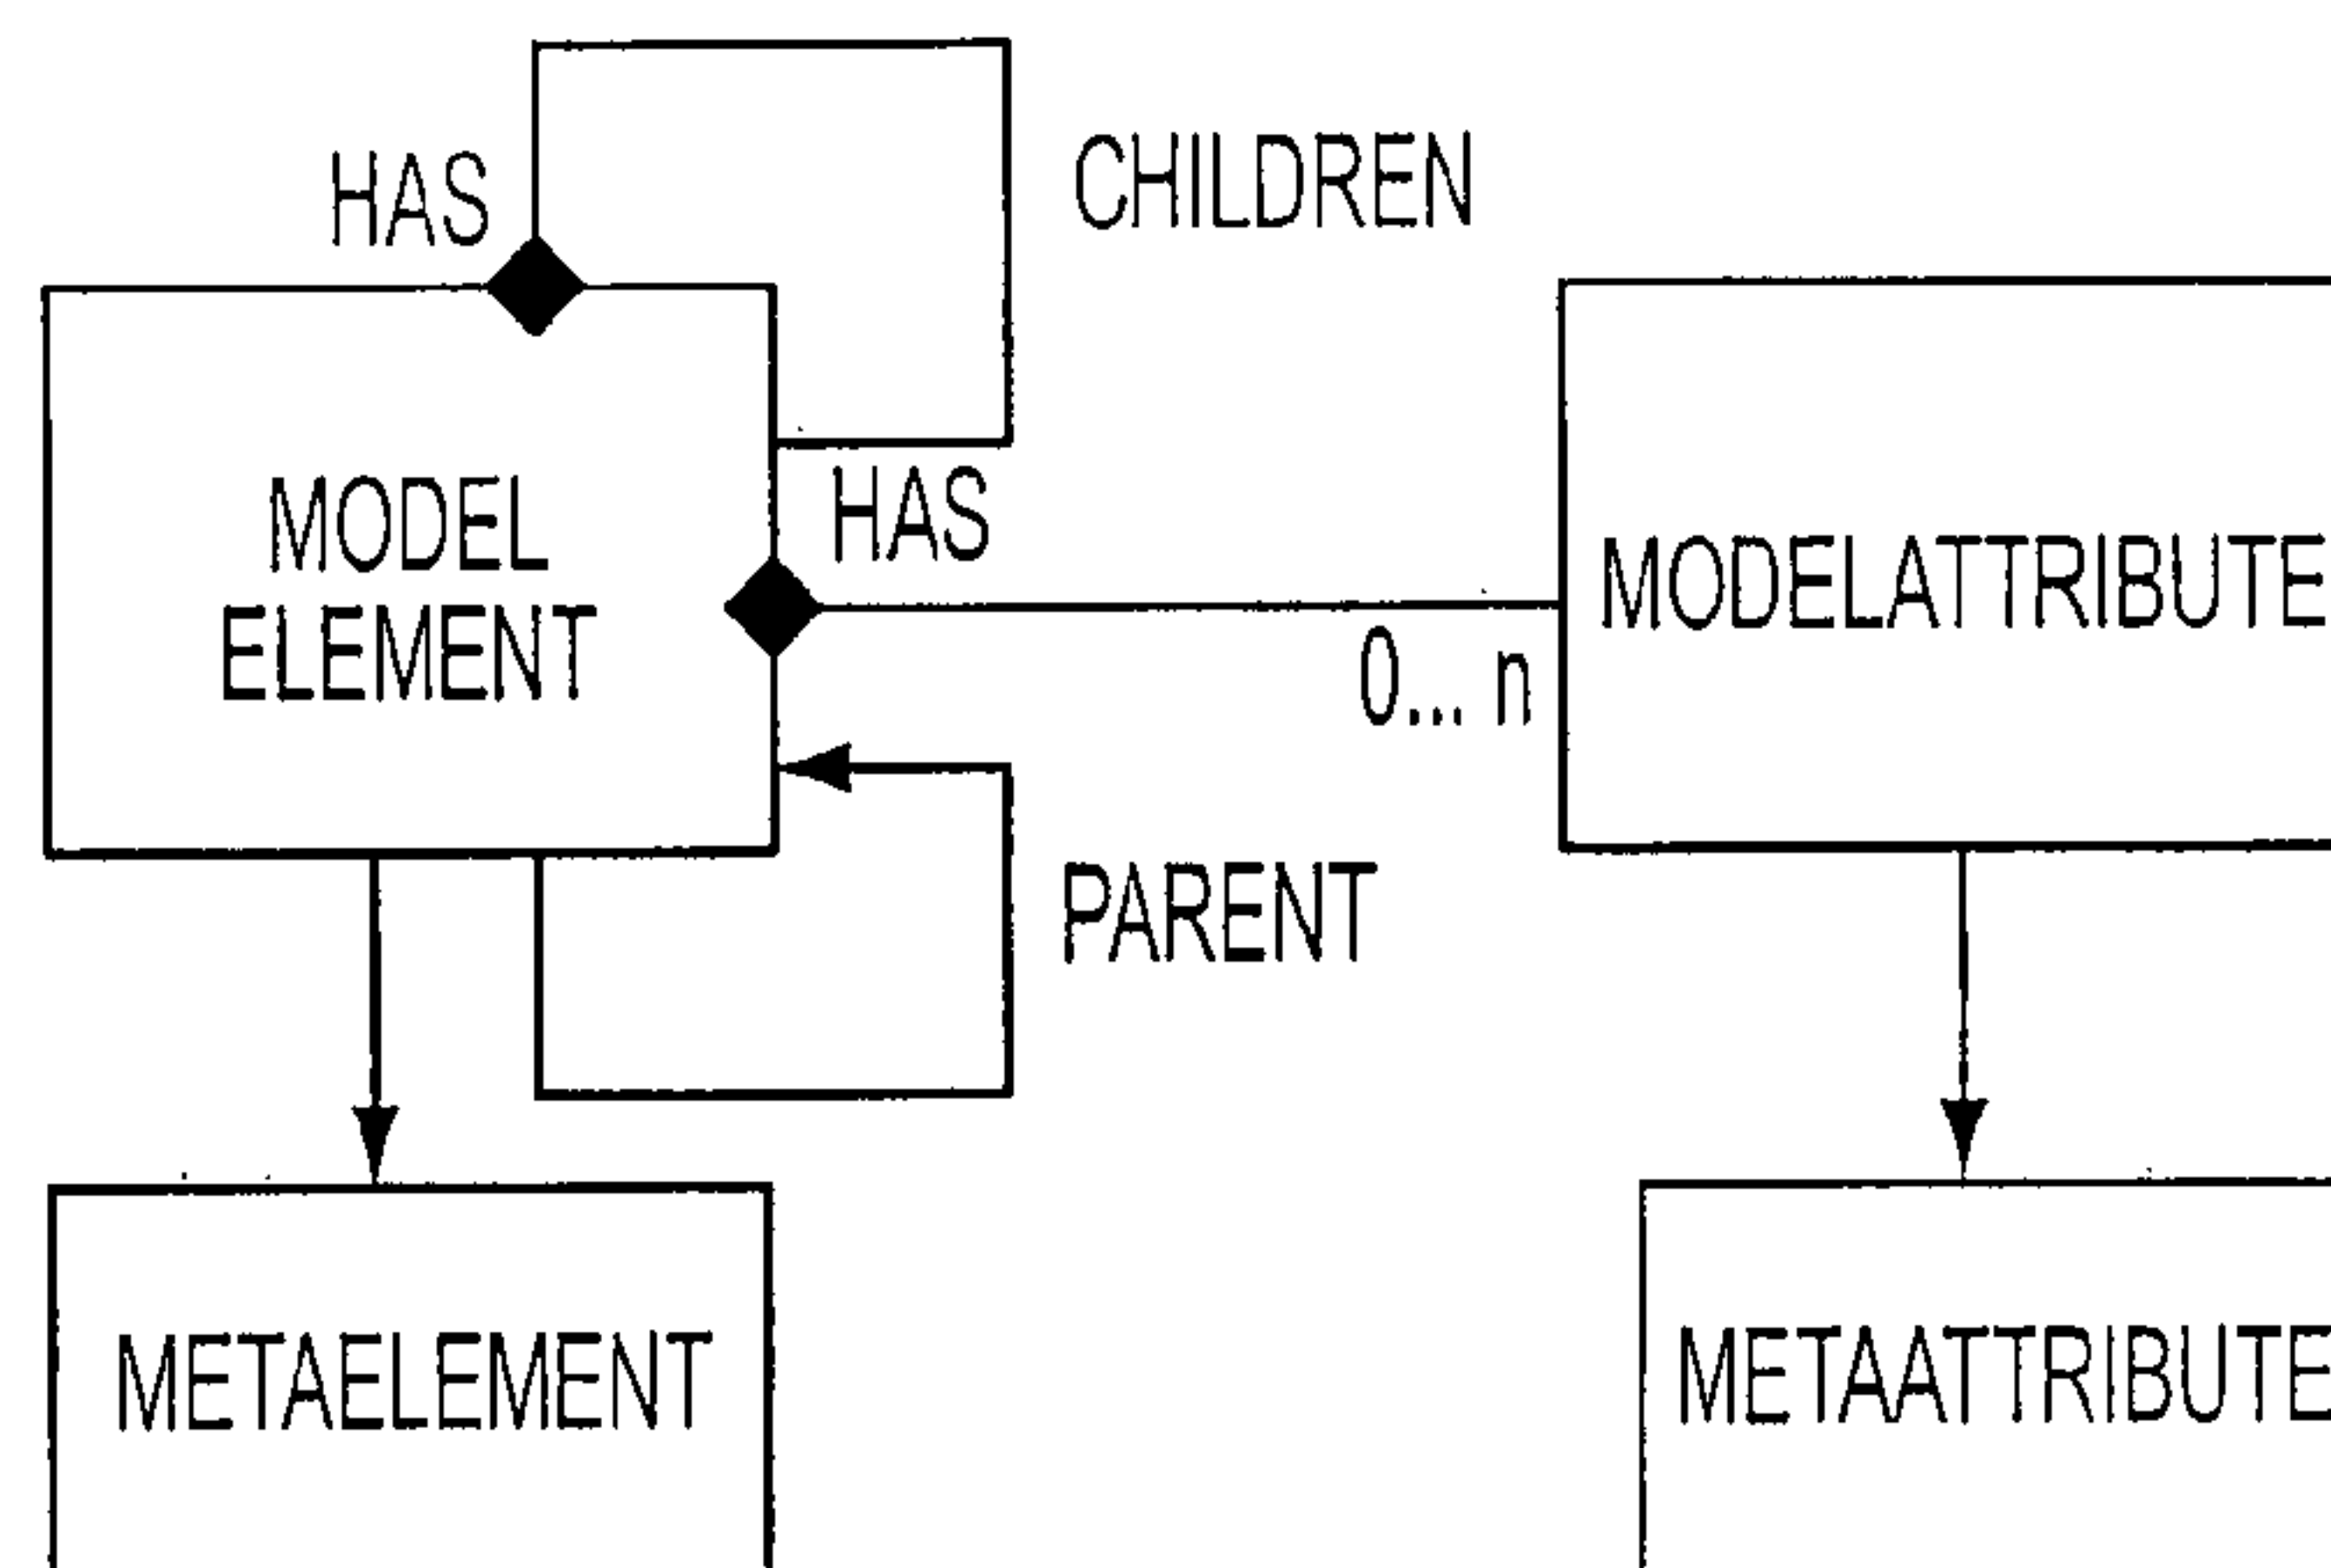 HAS
CHILDREN
MODEL
ELEMENT
HAS
MODELATTRIBUTE
0... n
PARENT
METAELEMENT
METAATTRIBUTE